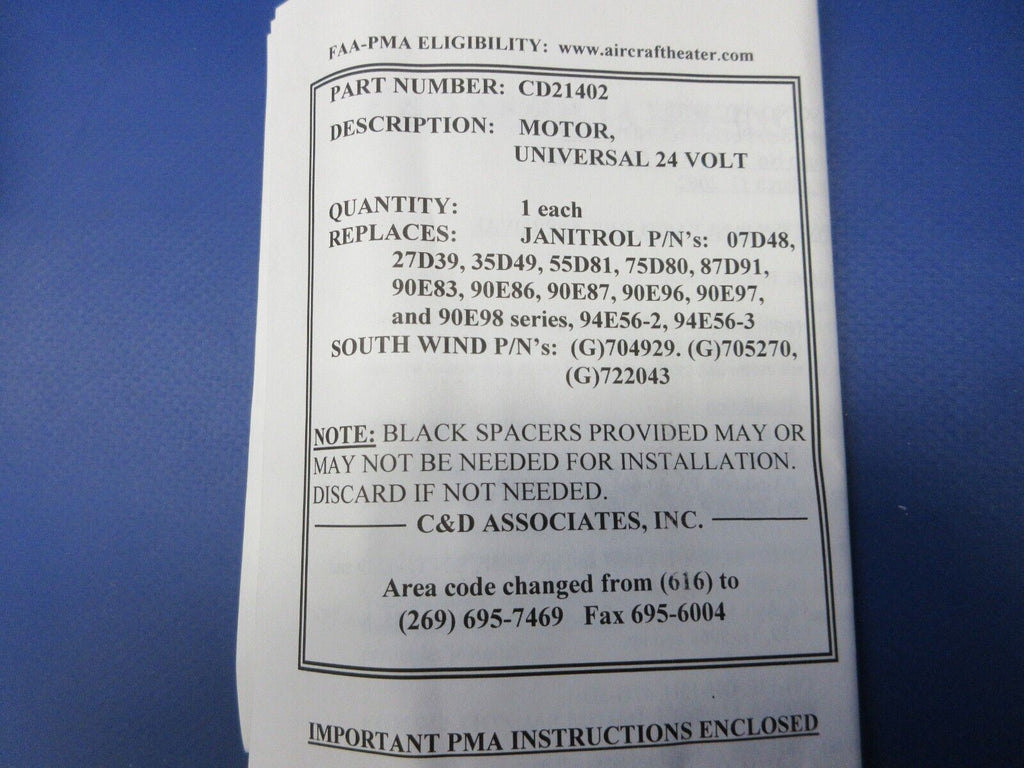 FAA-PMA ELIGIBILITY: www.aircraftheater.com
PART NUMBER: CD21402
DESCRIPTION: MOTOR,
UNIVERSAL 24 VOLT
QUANTITY: 1 each
REPLACES: JANITROL P/N's: 07D48,
27D39, 35D49, 55D81, 75D80, 87D91,
90E83, 90E86, 90E87, 90E96, 90E97,
and 90E98 series, 94E56-2, 94E56-3
SOUTH WIND P/N's: (G)704929. (G)705270,
(G)722043
NOTE: BLACK SPACERS PROVIDED MAY OR
MAY NOT BE NEEDED FOR INSTALLATION.
DISCARD IF NOT NEEDED.
C&D ASSOCIATES, INC.
Area code changed from (616) to
(269) 695-7469 Fax 695-6004
IMPORTANT PMA INSTRUCTIONS ENCLOSED